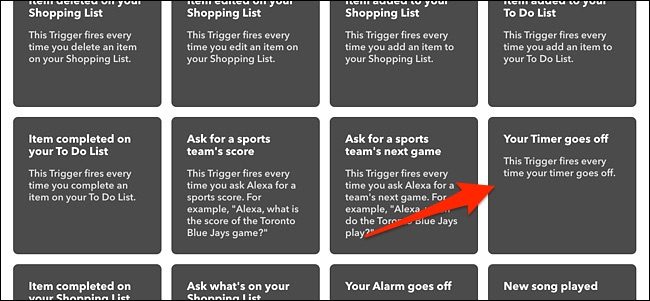 Item deleted on your
Shopping List
This Trigger fires every
time you delete an item
on your Shopping List.
Item edited on your
Shopping List
This Trigger fires every
time you edit an item on
your Shopping List.
Item added to your
Shopping List
This Trigger fires every
time you add an item to
your Shopping List.
Item added to your
To Do List
This Trigger fires every
time you add an item to
your To Do List.
Item completed on
your To Do List
This Trigger fires every
time you complete an
item on your To Do List.
Ask for a sports
team's score
This Trigger fires every
time you ask Alexa for a
sports score. For
example, "Alexa, what is
the score of the Toronto
Blue Jays game?"
Ask for a sports
team's next game
This Trigger fires every
time you ask Alexa for a
team's next game. For
example, "Alexa, when
do the Toronto Blue Jays
play?"
Your Timer goes off
This Trigger fires every
time your timer goes off.
Item completed on
your Shopping List
Ask what's on your
Shopping List
Your Alarm goes off
New song played